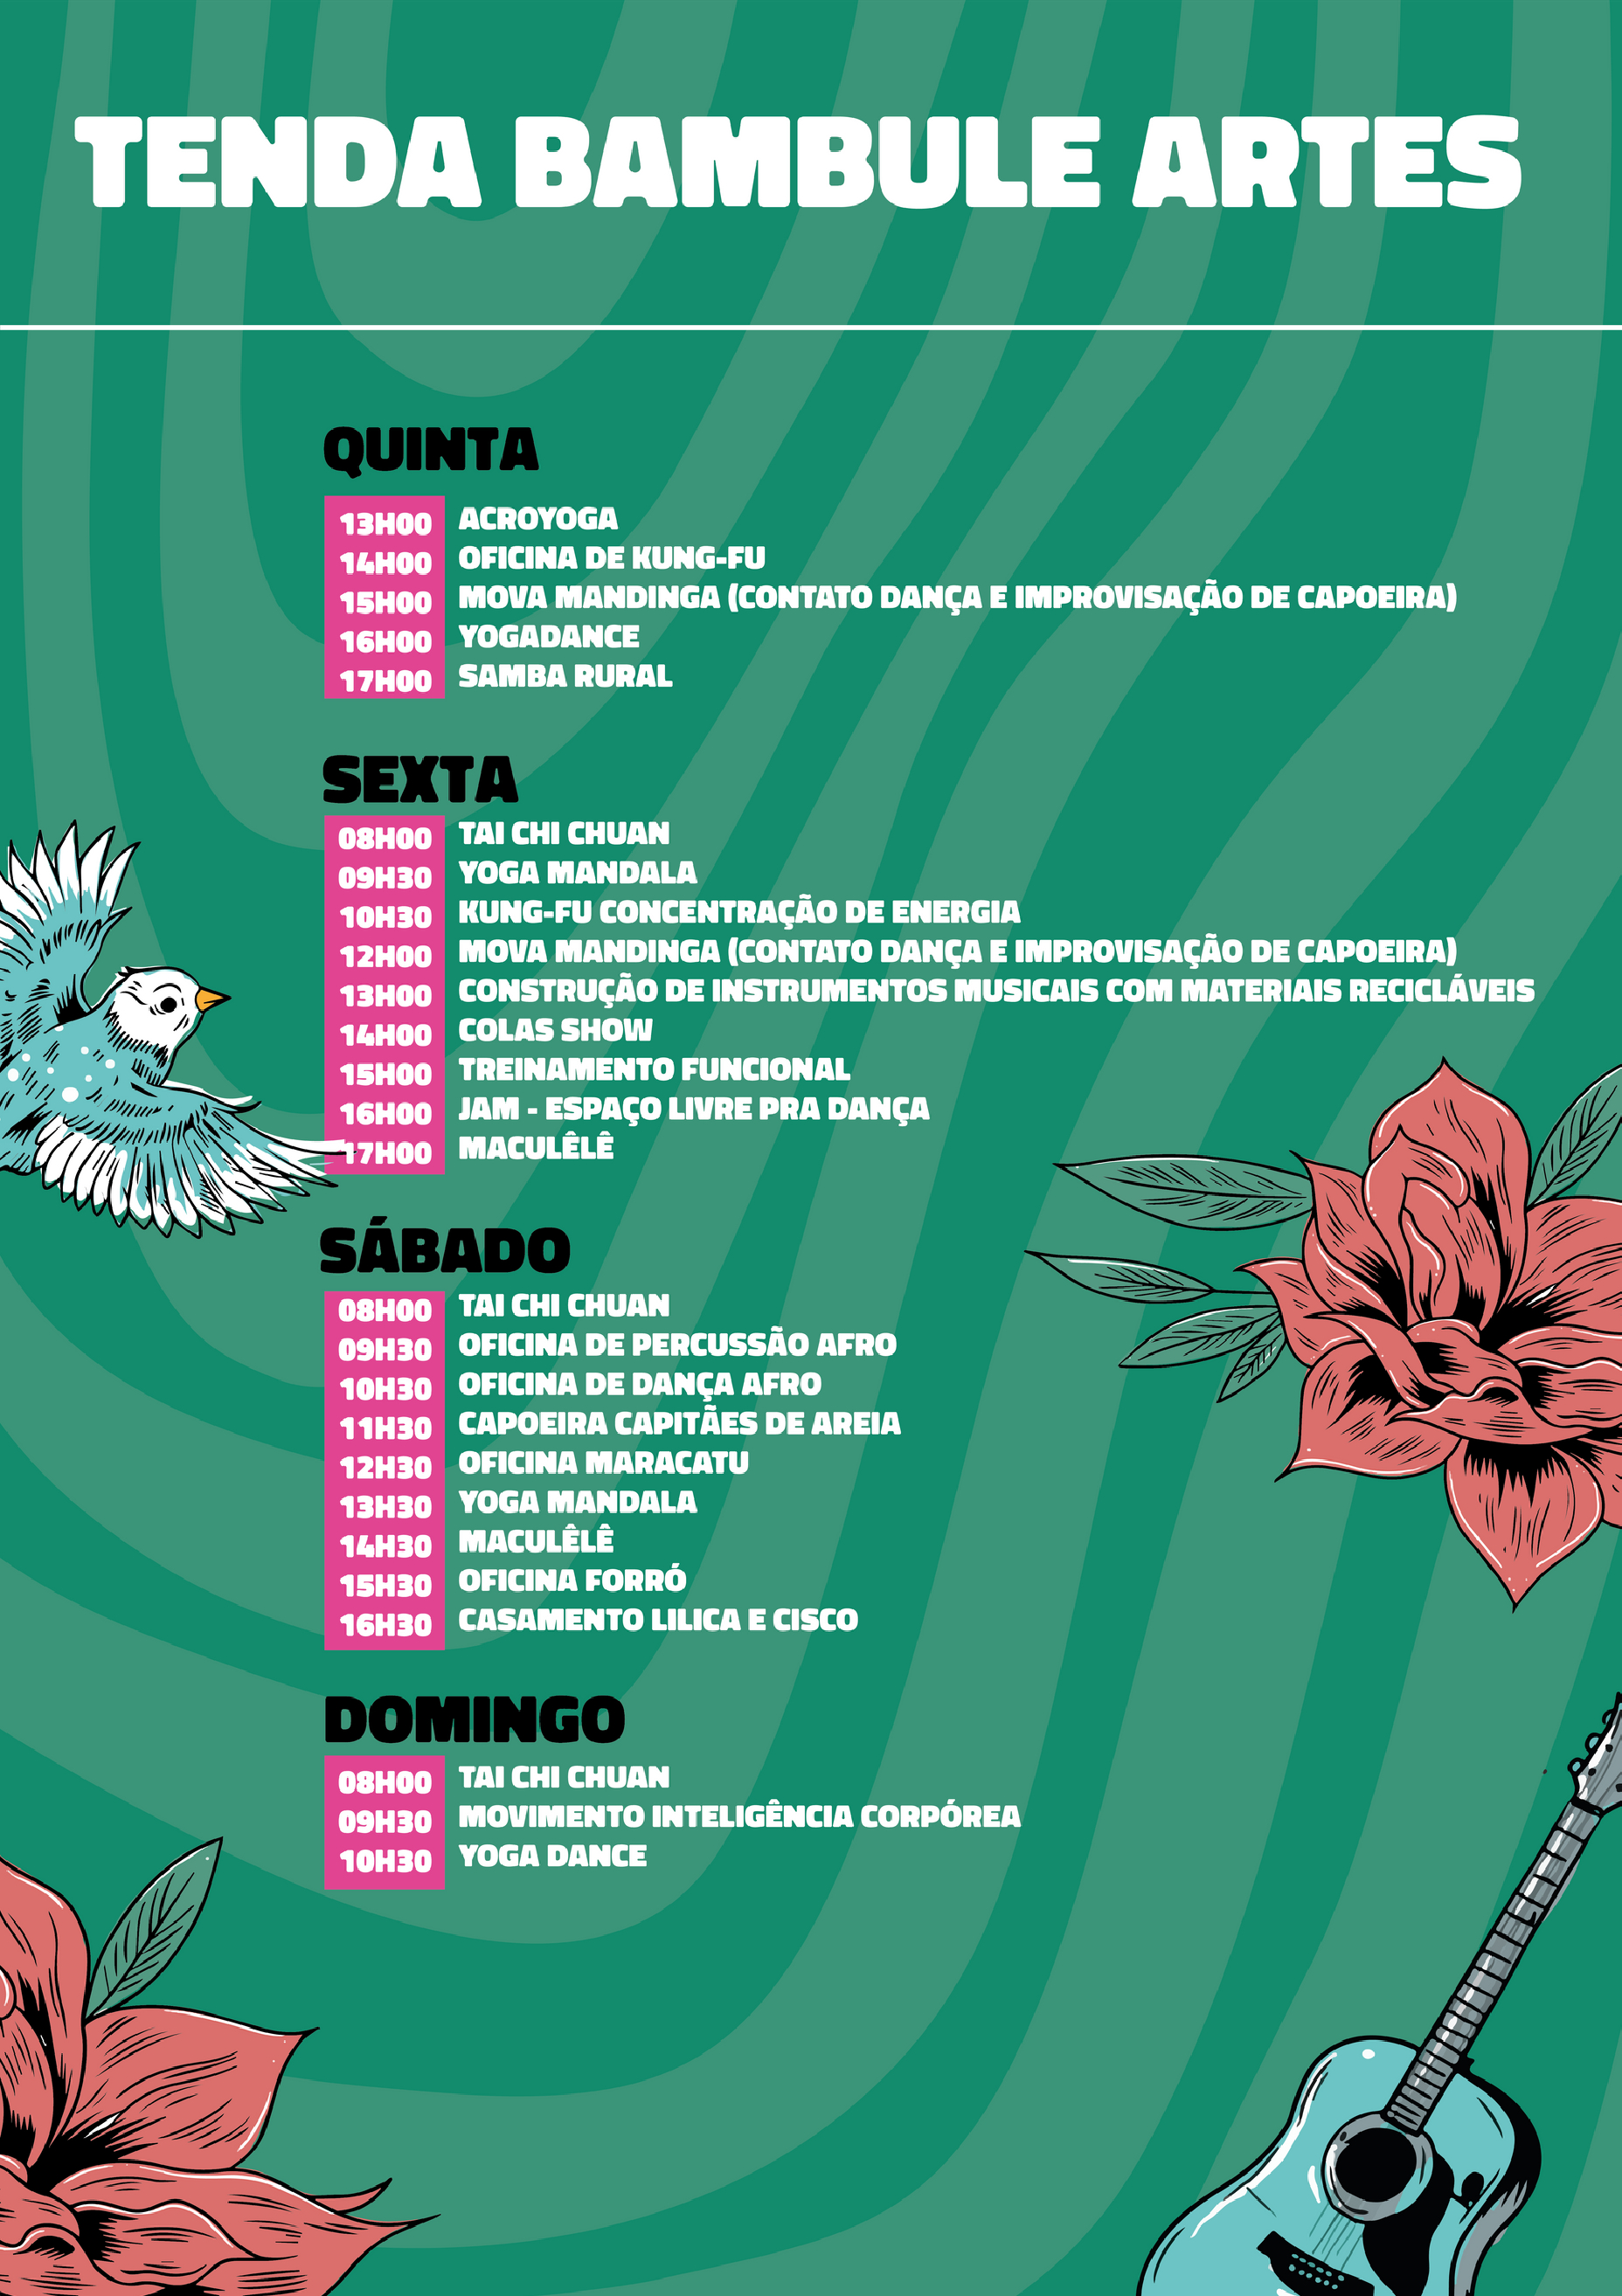 TENDA BAMBULE ARTES
QUINTA
13H00 ACROYOGA
14H00 OFICINA DE KUNG-FU
15H00 MOVA MANDINGA (CONTATO DANÇA E IMPROVISAÇÃO DE CAPOEIRA)
16H00 YOGADANCE
17H00 SAMBA RURAL
SEXTA
08H00 TAI CHI CHUAN
09H30 YOGA MANDALA
10H30 KUNG-FU CONCENTRAÇÃO DE ENERGIA
12H00 MOVA MANDINGA (CONTATO DANÇA E IMPROVISAÇÃO DE CAPOEIRA)
13H00 CONSTRUÇÃO DE INSTRUMENTOS MUSICAIS COM MATERIAIS RECICLÁVEIS
14H00 COLAS SHOW
15H00 TREINAMENTO FUNCIONAL
16H00 JAM - ESPAÇO LIVRE PRA DANÇA
17H00 MACULÊLÊ
SÁBADO
08H00 TAI CHI CHUAN
09H30 OFICINA DE PERCUSSÃO AFRO
10H30 OFICINA DE DANÇA AFRO
11H30 CAPOEIRA CAPITÃES DE AREIA
12H30 OFICINA MARACATU
13H30 YOGA MANDALA
14H30 MACULÊLÊ
15H30 OFICINA FORRÓ
16H30 CASAMENTO LILICA E CISCO
DOMINGO
08H00 TAI CHI CHUAN
09H30 MOVIMENTO INTELIGÊNCIA CORPÓREA
10H30 YOGA DANCE